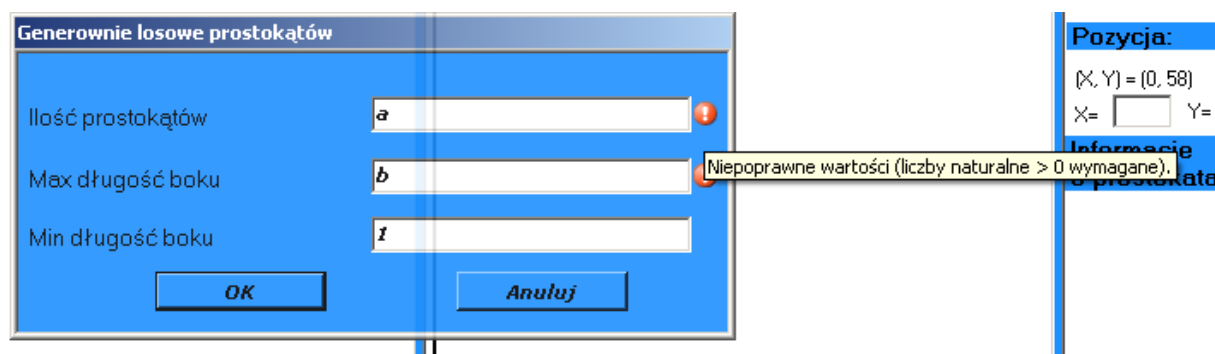 Generownie losowe prostokątów
Ilość prostokątów
a
Max długość boku
b
Min długość boku
1
OK
Anuluj
Niepoprawne wartości (liczby naturalne > 0 wymagane).
Pozycja:
(X, Y) = (0, 58)
X= Y=
Informacje